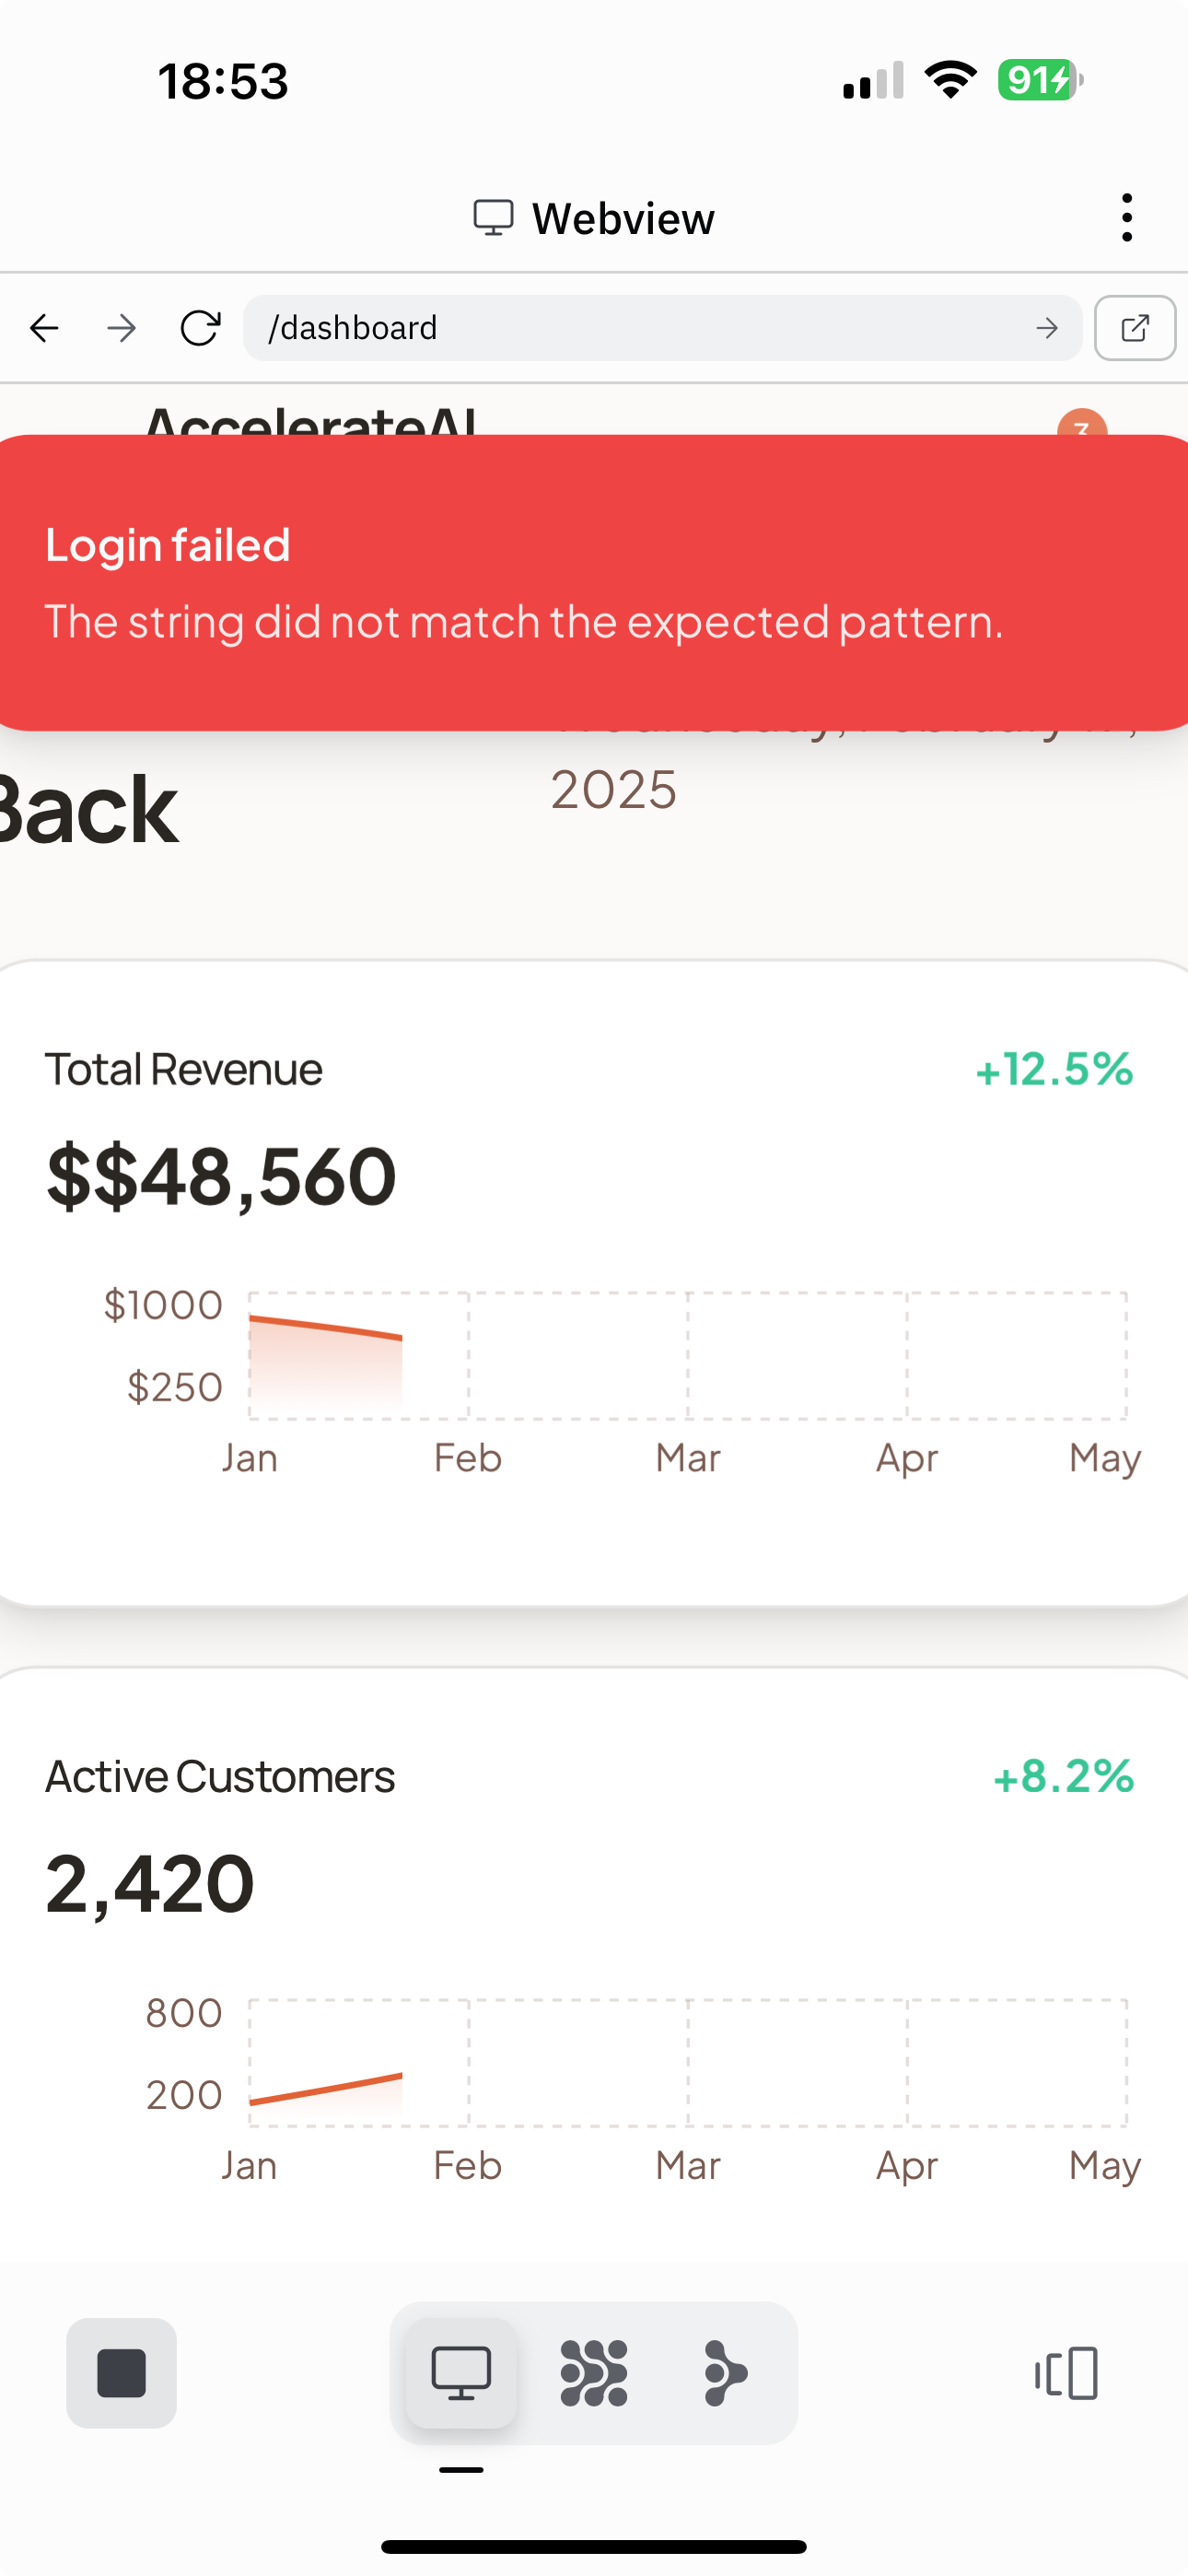 18:53
91
Webview
/dashboard
AccelerateAI
3
Login failed
The string did not match the expected pattern.
2025
Back
Total Revenue
+12.5%
$$48,560
$1000
$250
Jan Feb Mar Apr May
Active Customers
+8.2%
2,420
800
200
Jan Feb Mar Apr May